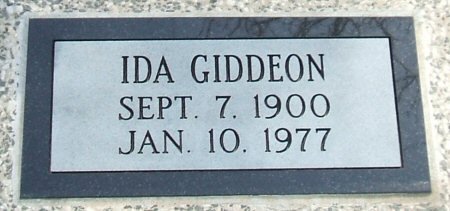 IDA GIDDEON
SEPT. 7. 1900
JAN. 10. 1977